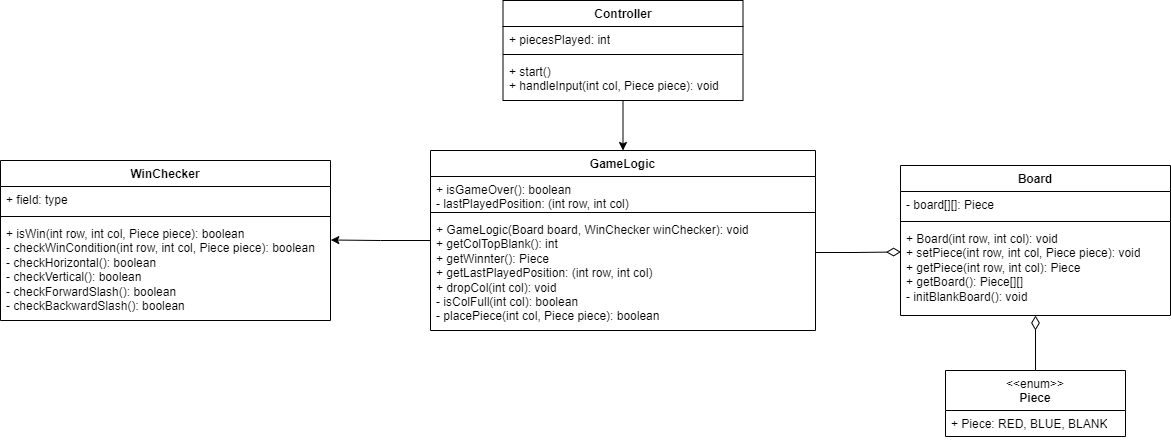 Controller
+ piecesPlayed: int
+ start()
+ handleInput(int col, Piece piece): void
WinChecker
+ field: type
+ isWin(int row, int col, Piece piece): boolean
- checkWinCondition(int row, int col, Piece piece): boolean
- checkHorizontal(): boolean
- checkVertical(): boolean
- checkForwardSlash(): boolean
- checkBackwardSlash(): boolean
GameLogic
+ isGameOver(): boolean
- lastPlayedPosition: (int row, int col)
+ GameLogic(Board board, WinChecker winChecker): void
+ getColTopBlank(): int
+ getWinnter(): Piece
+ getLastPlayedPosition: (int row, int col)
+ dropCol(int col): void
- isColFull(int col): boolean
- placePiece(int col, Piece piece): boolean
Board
- board[][]: Piece
+ Board(int row, int col): void
+ setPiece(int row, int col, Piece piece): void
+ getPiece(int row, int col): Piece
+ getBoard(): Piece[][]
- initBlankBoard(): void
<<enum>>
Piece
+ Piece: RED, BLUE, BLANK